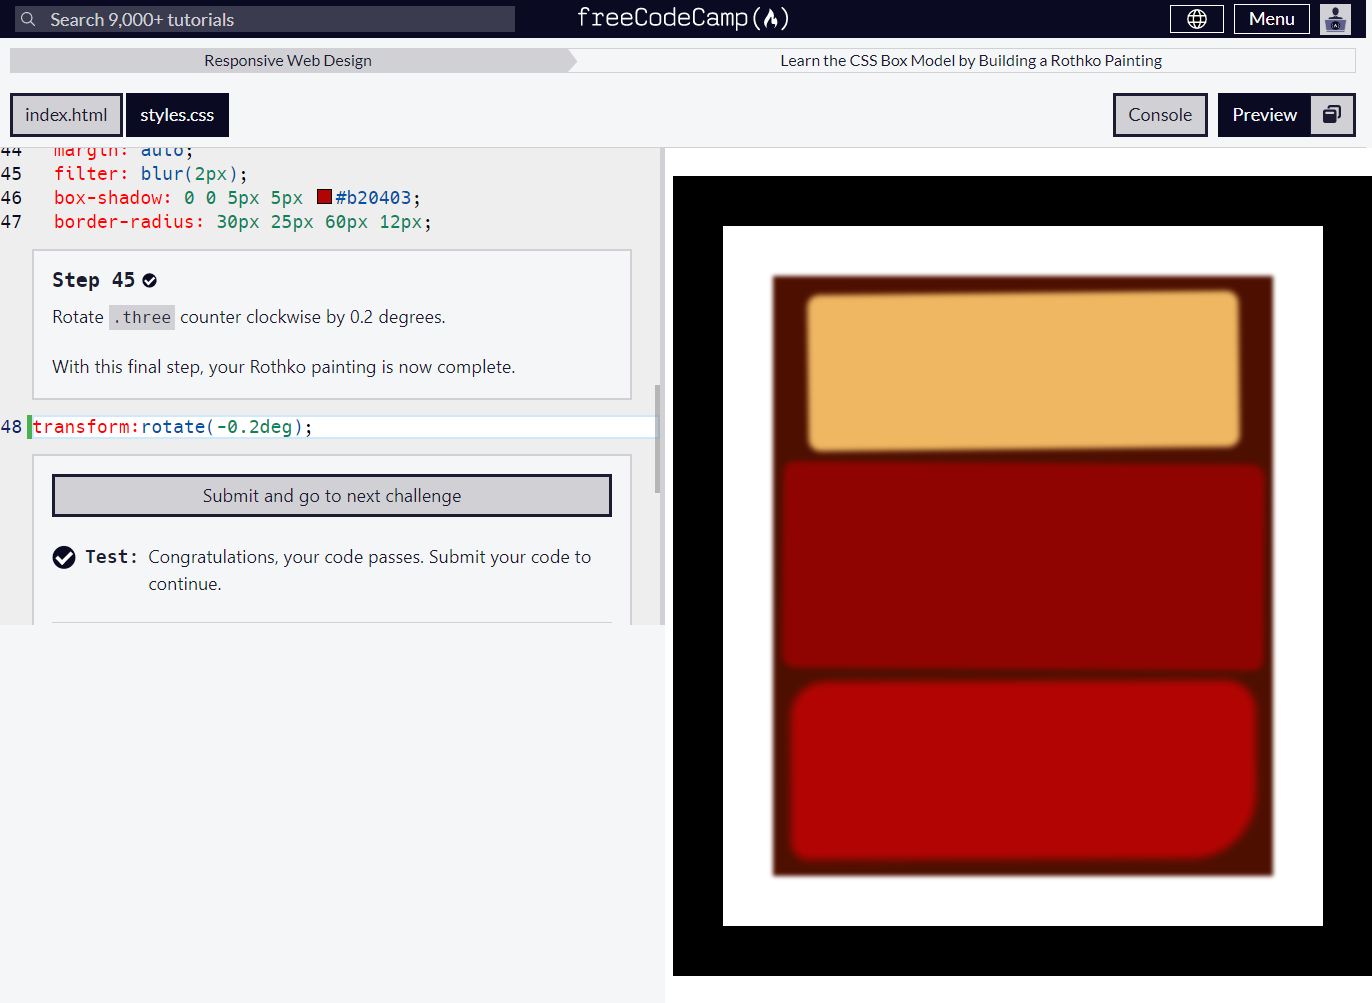 Search 9,000+ tutorials
freeCodeCamp
Menu
Responsive Web Design
Learn the CSS Box Model by Building a Rothko Painting
index.html
styles.css
Console
Preview
44 margin: auto;
45 filter: blur(2px);
46 box-shadow: 0 0 5px 5px #b20403;
47 border-radius: 30px 25px 60px 12px;
Step 45
Rotate .three counter clockwise by 0.2 degrees.
With this final step, your Rothko painting is now complete.
48 transform:rotate(-0.2deg);
Submit and go to next challenge
Test: Congratulations, your code passes. Submit your code to
continue.